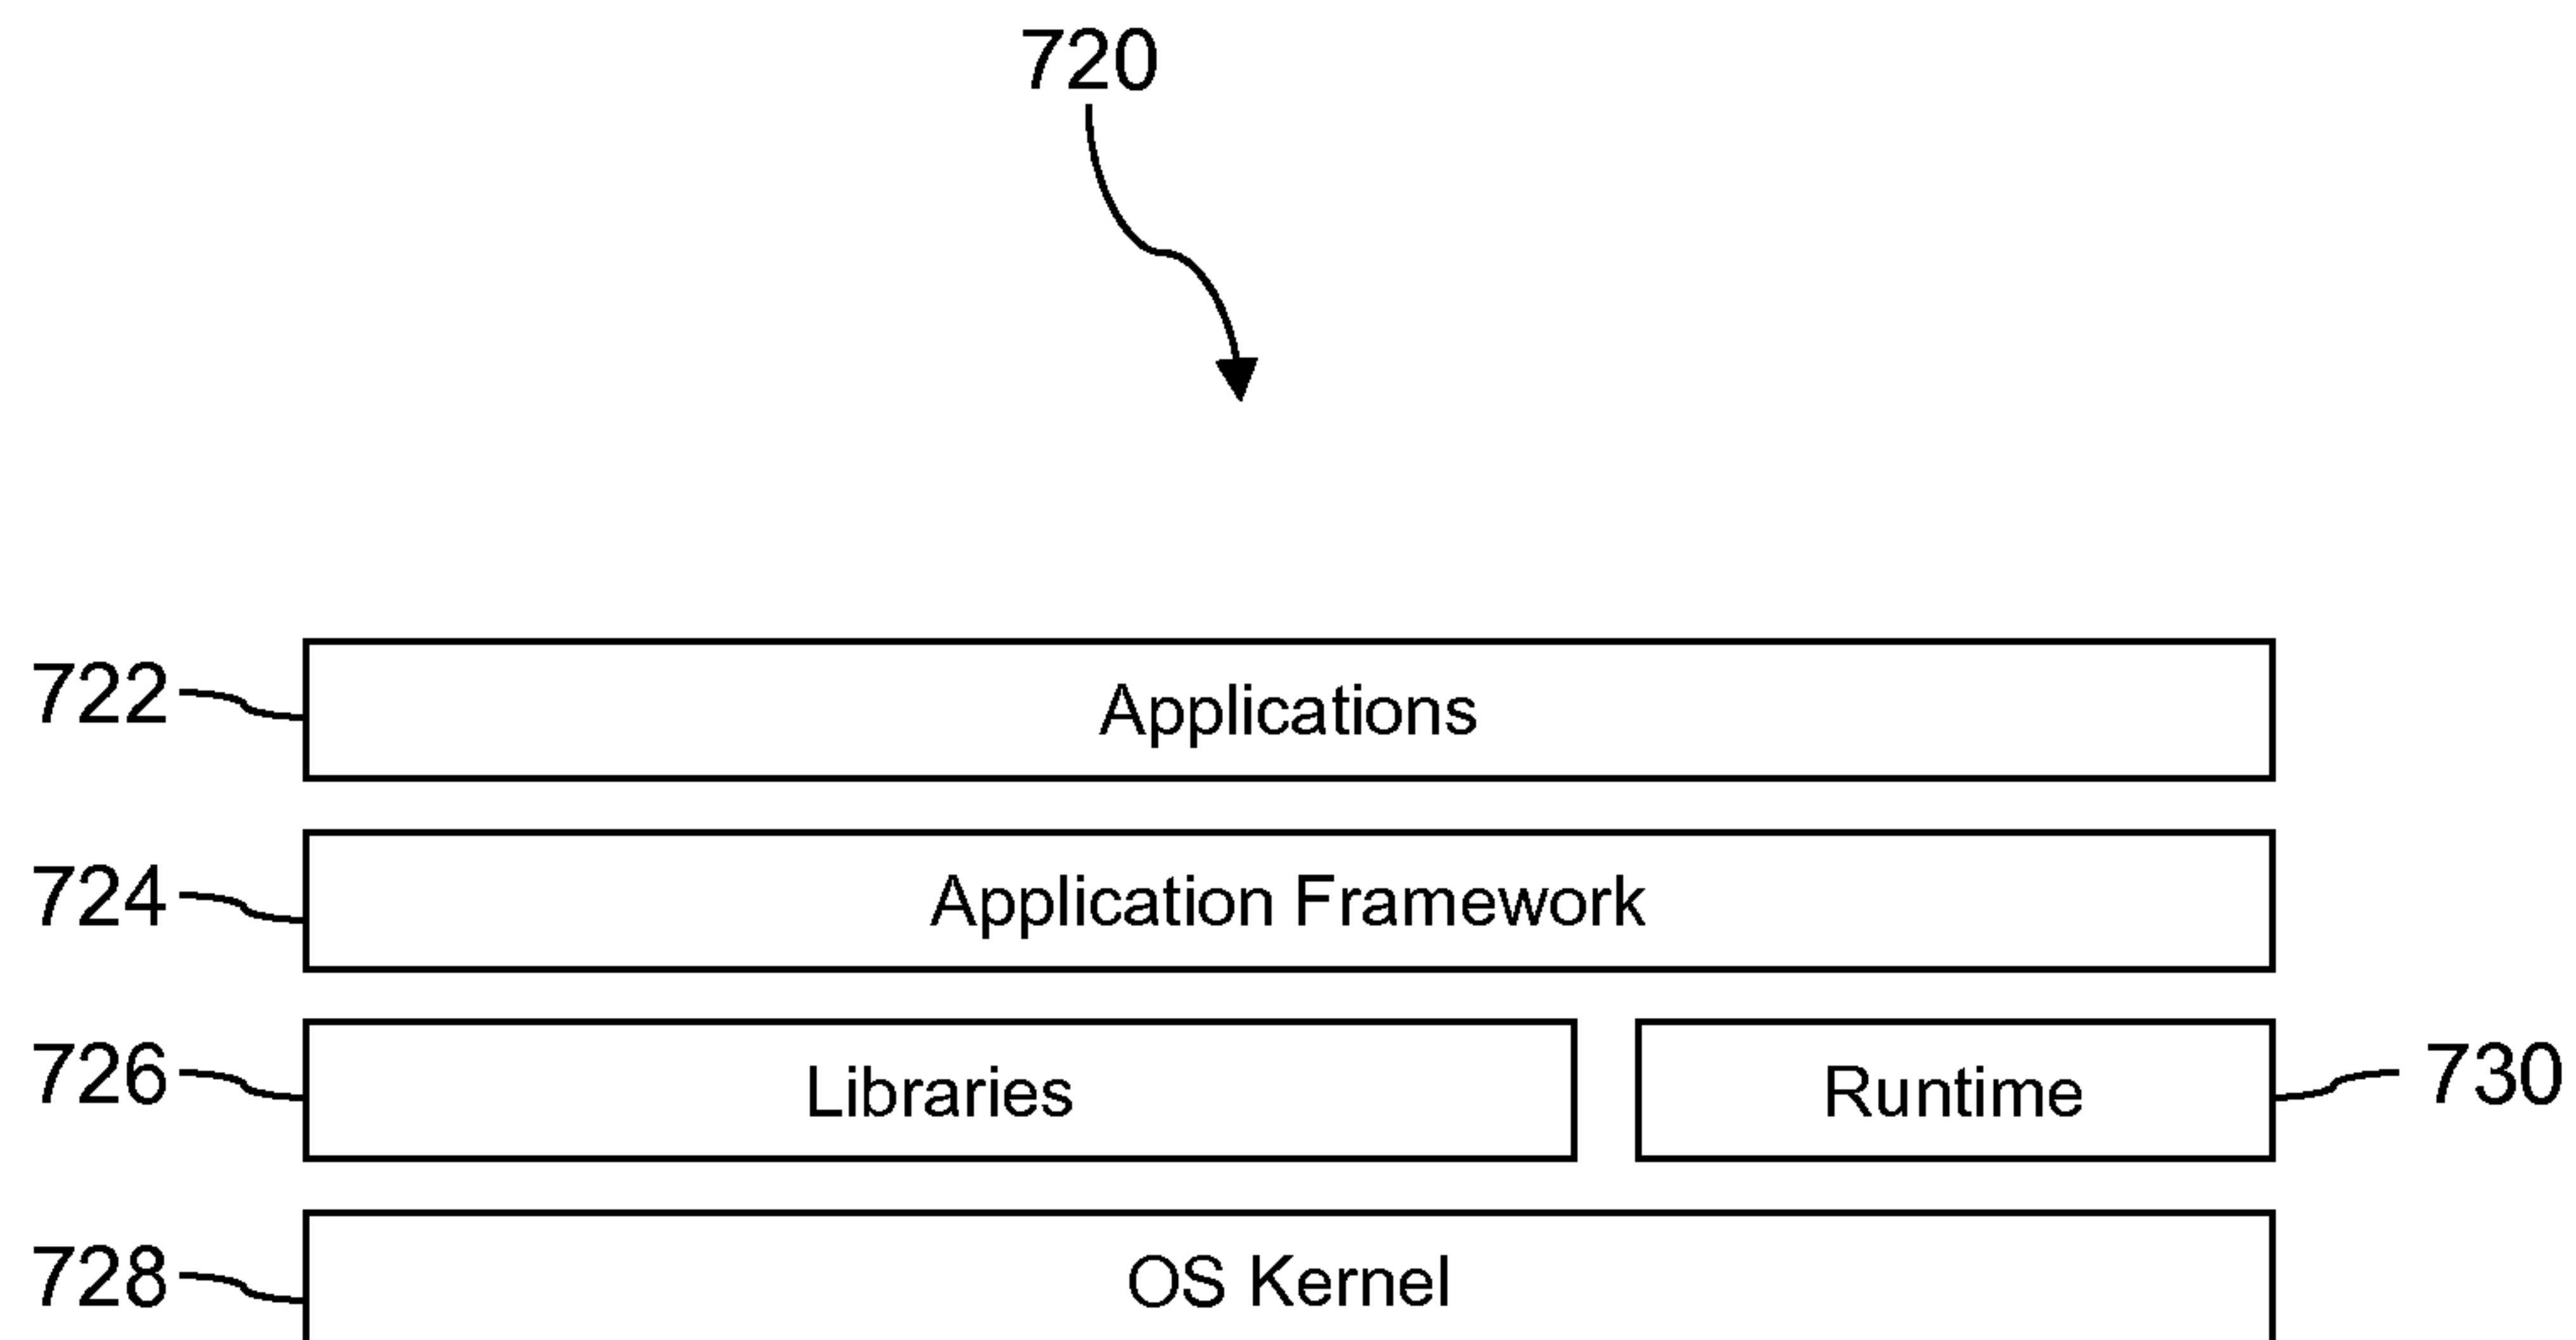 720
722 Applications
724 Application Framework
726 Libraries Runtime 730
728 OS Kernel